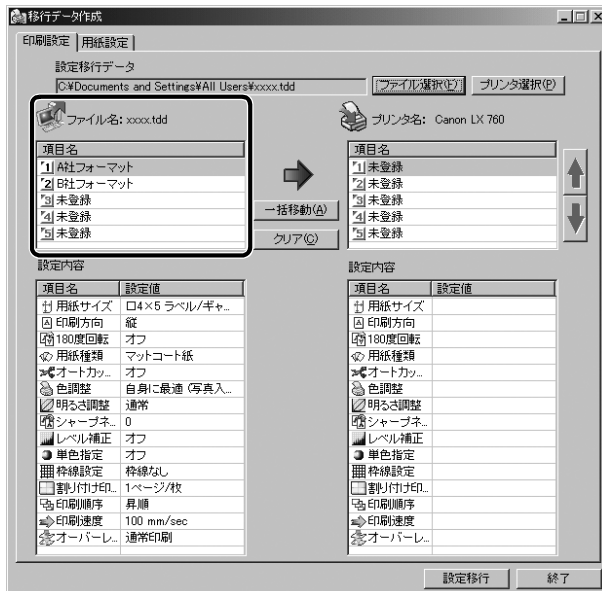 移行データ作成
印刷設定 用紙設定
設定移行データ
C:¥Documents and Settings¥All Users¥xxxx.tdd ファイル選択(F) プリンタ選択(P)
ファイル名: xxxx.tdd プリンタ名: Canon LX 760
項目名 項目名
1 A社フォーマット 1 未登録
2 B社フォーマット 2 未登録
3 未登録 3 未登録
4 未登録 一括移動(A) 4 未登録
5 未登録 クリア(C) 5 未登録
設定内容 設定内容
項目名 設定値 項目名 設定値
用紙サイズ ロ4×5 ラベル/ギャ... 用紙サイズ
印刷方向 縦 印刷方向
180度回転 オフ 180度回転
用紙種類 マットコート紙 用紙種類
オートカッ... オフ オートカッ...
色調整 自身に最適 (写真入... 色調整
明るさ調整 通常 明るさ調整
シャープネ... 0 シャープネ...
レベル補正 オフ レベル補正
単色指定 オフ 単色指定
枠線設定 枠線なし 枠線設定
割り付け印... 1ページ/枚 割り付け印...
印刷順序 昇順 印刷順序
印刷速度 100 mm/sec 印刷速度
オーバーレ... 通常印刷 オーバーレ...
設定移行 終了